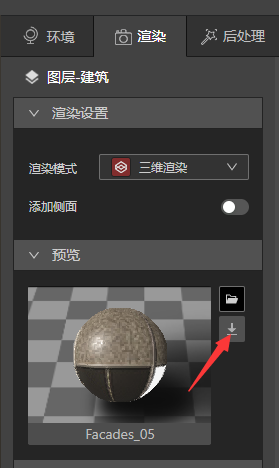 环境 渲染 后处理
图层-建筑
渲染设置
渲染模式 三维渲染
添加侧面
预览
Facades_05